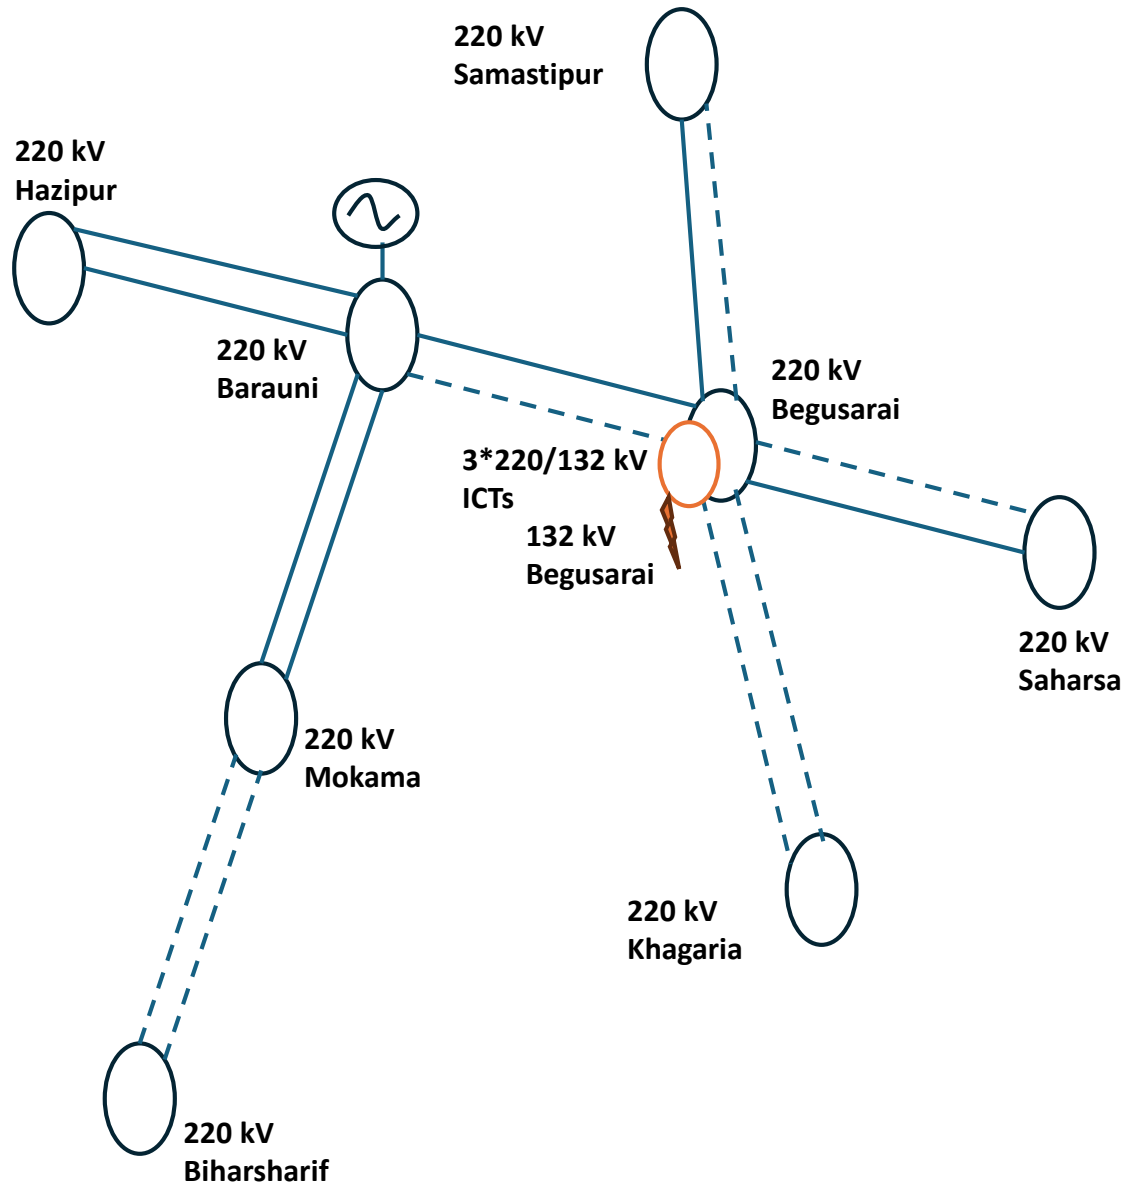 220 kV
Samastipur
220 kV
Hazipur
220 kV
Barauni
220 kV
Begusarai
3*220/132 kV
ICTs
132 kV
Begusarai
220 kV
Saharsa
220 kV
Mokama
220 kV
Khagaria
220 kV
Biharsharif